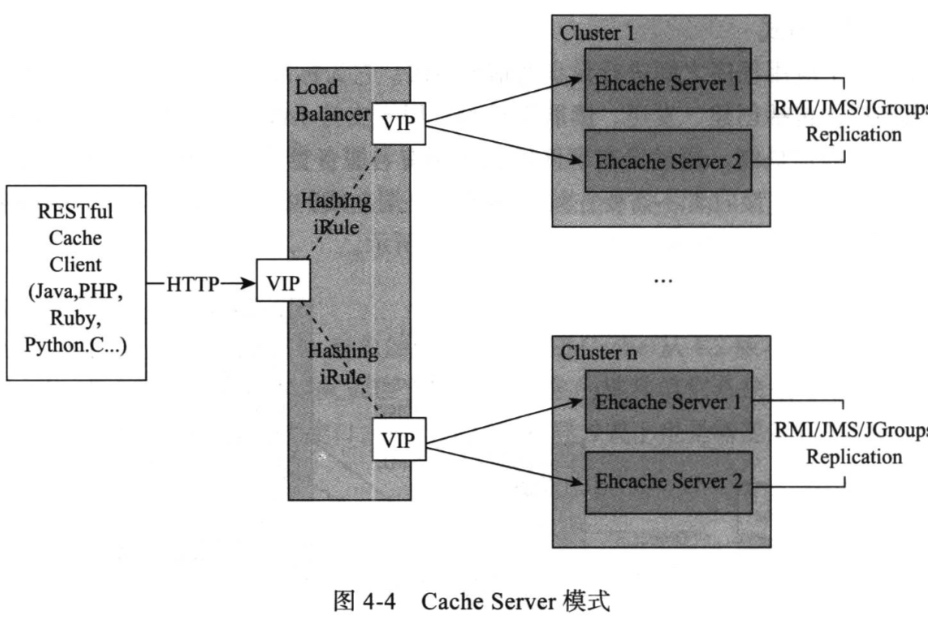 RESTful
Cache
Client
(Java,PHP,
Ruby,
Python.C...)
HTTP
VIP
Load
Balancer
VIP
Hashing
iRule
Hashing
iRule
VIP
Cluster 1
Ehcache Server 1
Ehcache Server 2
RMI/JMS/JGroups
Replication
...
Cluster n
Ehcache Server 1
Ehcache Server 2
RMI/JMS/JGroups
Replication
图 4-4 Cache Server 模式